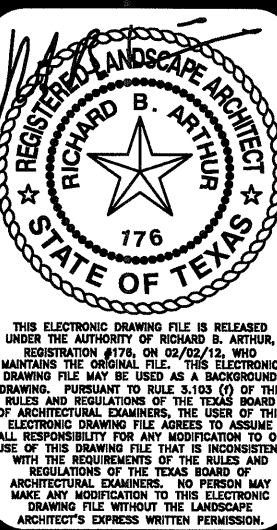 REGISTERED LANDSCAPE ARCHITECT
RICHARD B. ARTHUR
176
STATE OF TEXAS
THIS ELECTRONIC DRAWING FILE IS RELEASED
UNDER THE AUTHORITY OF RICHARD B. ARTHUR,
REGISTRATION #176, ON 02/02/12, WHO
MAINTAINS THE ORIGINAL FILE. THIS ELECTRONIC
DRAWING FILE MAY BE USED AS A BACKGROUND
DRAWING. PURSUANT TO RULE 3.103 (f) OF THE
RULES AND REGULATIONS OF THE TEXAS BOARD
OF ARCHITECTURAL EXAMINERS, THE USER OF THIS
ELECTRONIC DRAWING FILE AGREES TO ASSUME
ALL RESPONSIBILITY FOR ANY MODIFICATION TO O
USE OF THIS DRAWING FILE THAT IS INCONSISTENT
WITH THE REQUIREMENTS OF THE RULES AND
REGULATIONS OF THE TEXAS BOARD OF
ARCHITECTURAL EXAMINERS. NO PERSON MAY
MAKE ANY MODIFICATION TO THIS ELECTRONIC
DRAWING FILE WITHOUT THE LANDSCAPE
ARCHITECT'S EXPRESS WRITTEN PERMISSION.